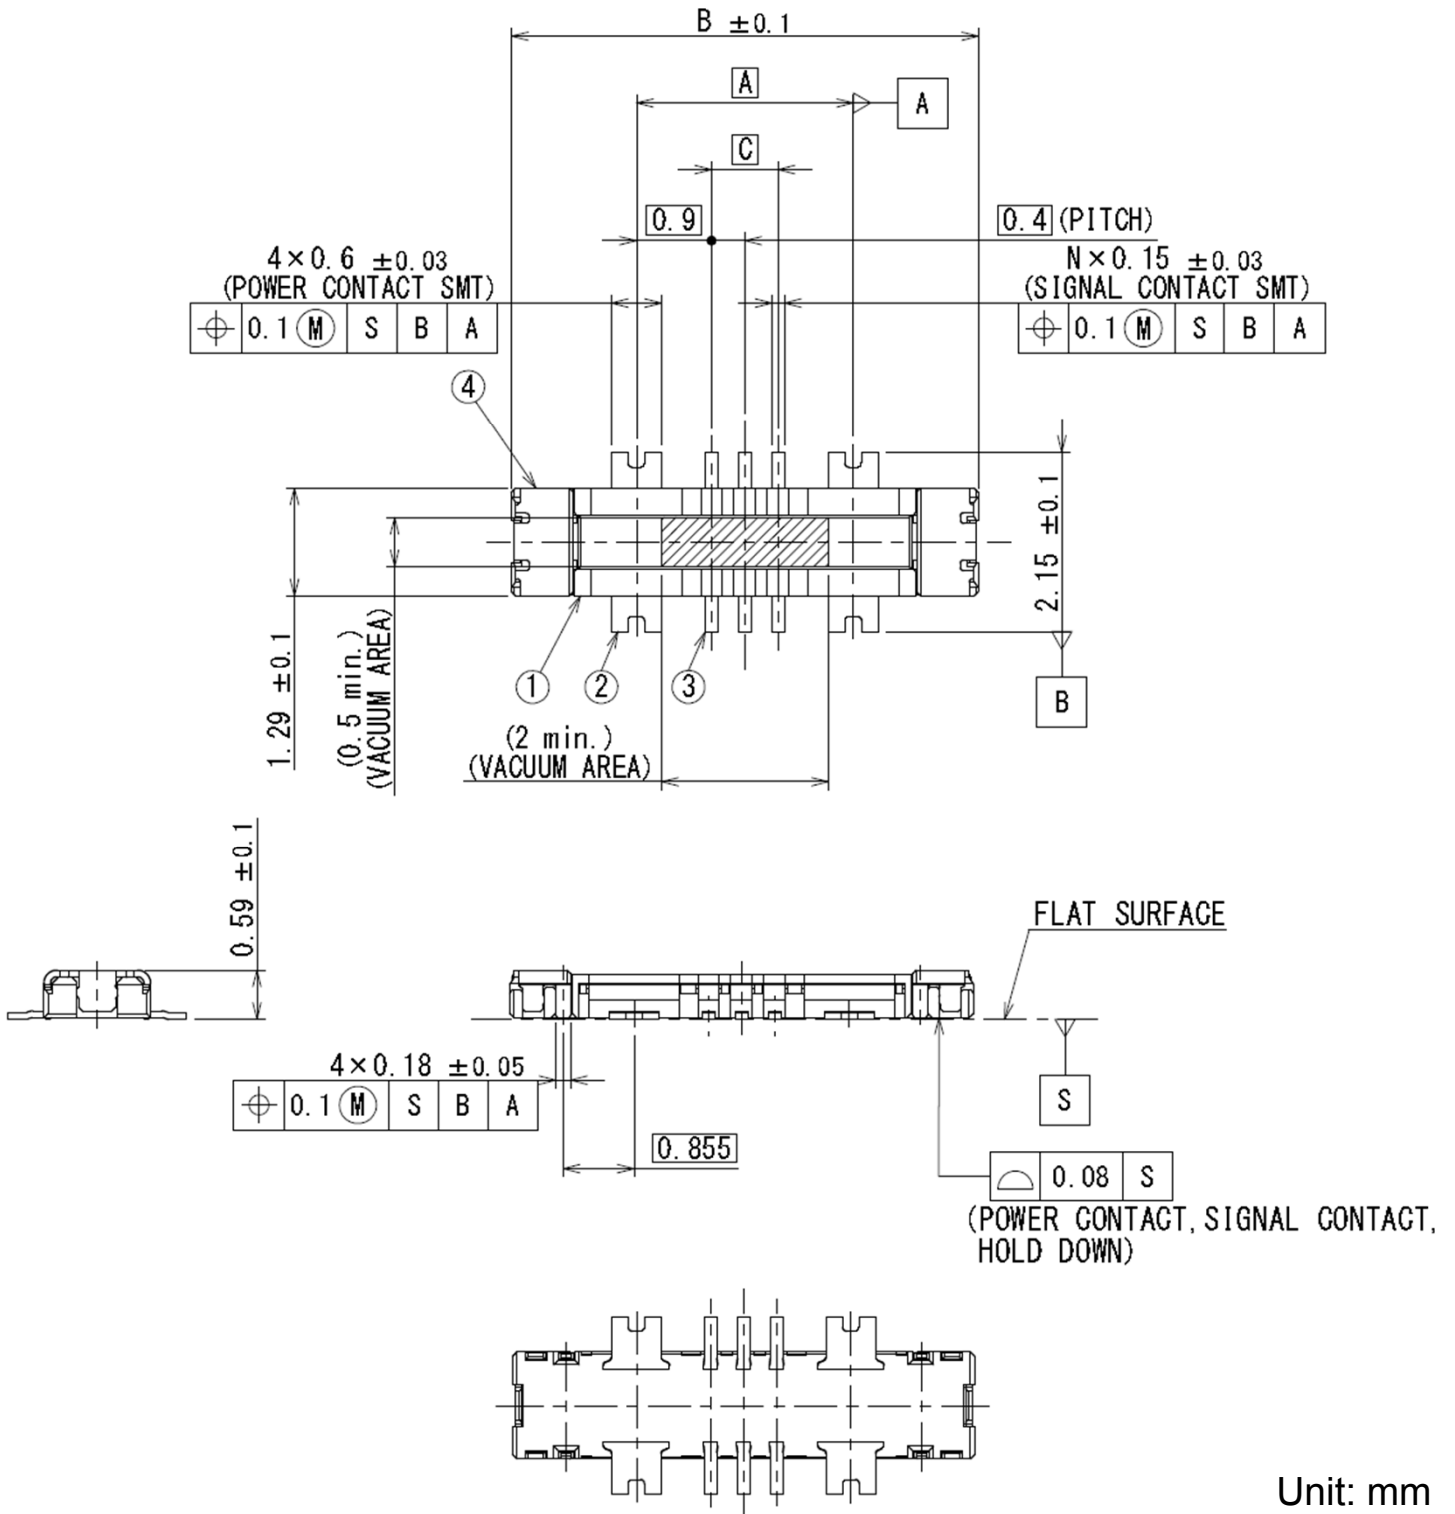 B ±0.1
A
A
C
0.9
0.4 (PITCH)
4×0.6 ±0.03
(POWER CONTACT SMT)
0.1 M S B A
N×0.15 ±0.03
(SIGNAL CONTACT SMT)
0.1 M S B A
4
2.15 ±0.1
B
1.29 ±0.1
(0.5 min.)
(VACUUM AREA)
1
2
3
(2 min.)
(VACUUM AREA)
0.59 ±0.1
FLAT SURFACE
4×0.18 ±0.05
0.1 M S B A
S
0.855
0.08 S
(POWER CONTACT, SIGNAL CONTACT,
HOLD DOWN)
Unit: mm